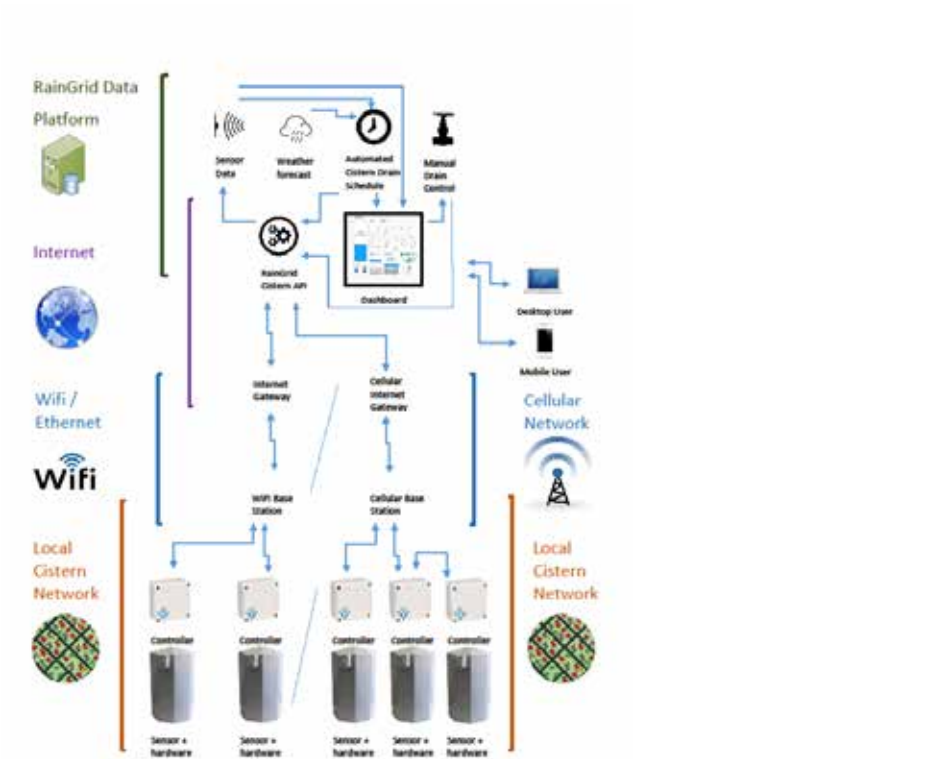 RainGrid Data
Platform
Sensor
Data
Weather
forecast
Automated
Cistern Drain
Schedule
Manual
Drain
Control
Internet
RainGrid
Cistern API
Dashboard
Desktop User
Mobile User
Internet
Gateway
Cellular
Internet
Gateway
Wifi /
Ethernet
Cellular
Network
Wifi
WiFi Base
Station
Cellular Base
Station
Local
Cistern
Network
Local
Cistern
Network
Controller
Controller
Controller
Controller
Controller
Sensor +
hardware
Sensor +
hardware
Sensor +
hardware
Sensor +
hardware
Sensor +
hardware